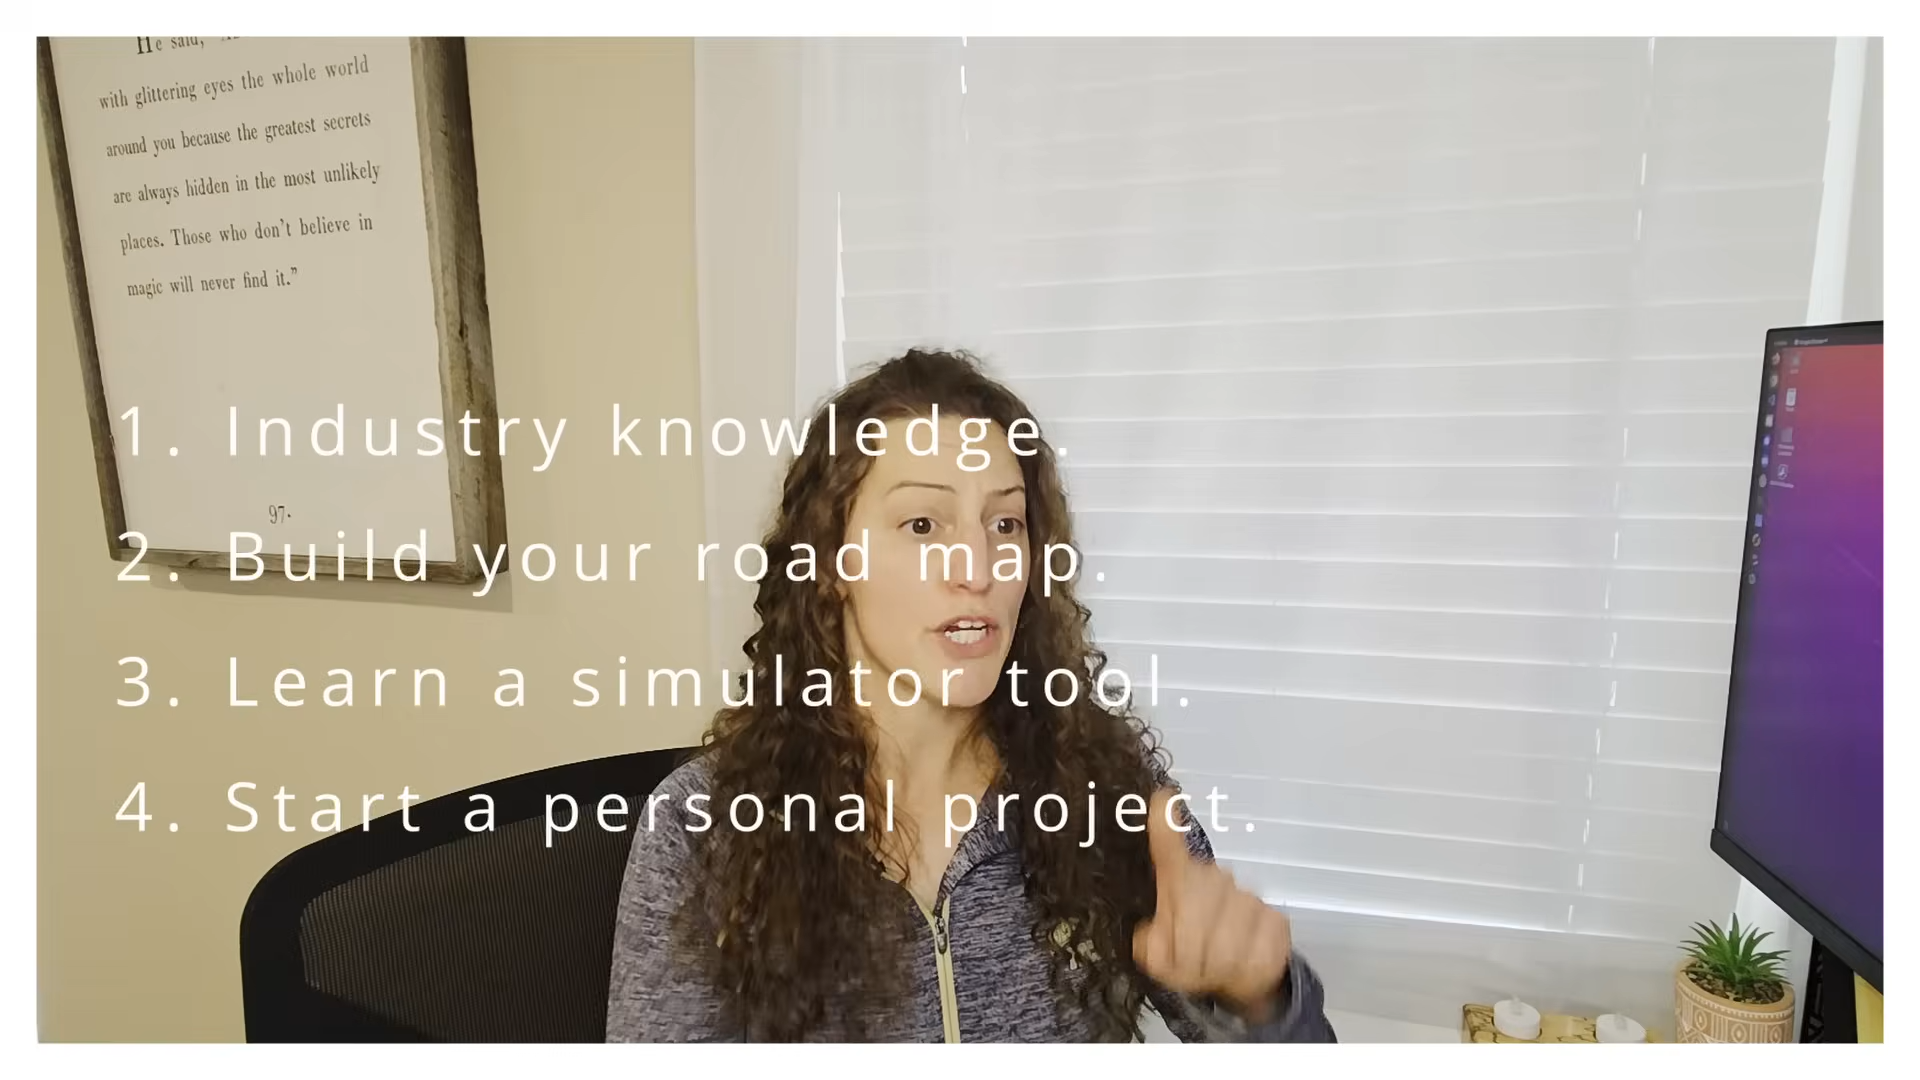 He said,
with glittering eyes the whole world
around you because the greatest secrets
are always hidden in the most unlikely
places. Those who don't believe in
magic will never find it.”
97.
1. Industry knowledge.
2. Build your road map.
3. Learn a simulator tool.
4. Start a personal project.